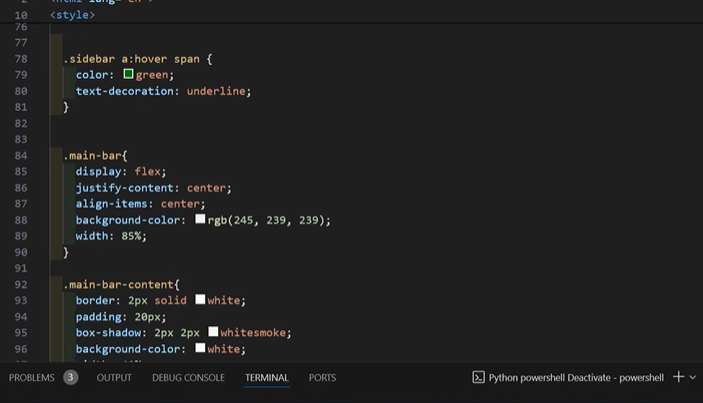 10 <style>
76
77
78 .sidebar a:hover span {
79 color: green;
80 text-decoration: underline;
81 }
82
83
84 .main-bar{
85 display: flex;
86 justify-content: center;
87 align-items: center;
88 background-color: rgb(245, 239, 239);
89 width: 85%;
90 }
91
92 .main-bar-content{
93 border: 2px solid white;
94 padding: 20px;
95 box-shadow: 2px 2px whitesmoke;
96 background-color: white;
PROBLEMS 3 OUTPUT DEBUG CONSOLE TERMINAL PORTS Python powershell Deactivate - powershell